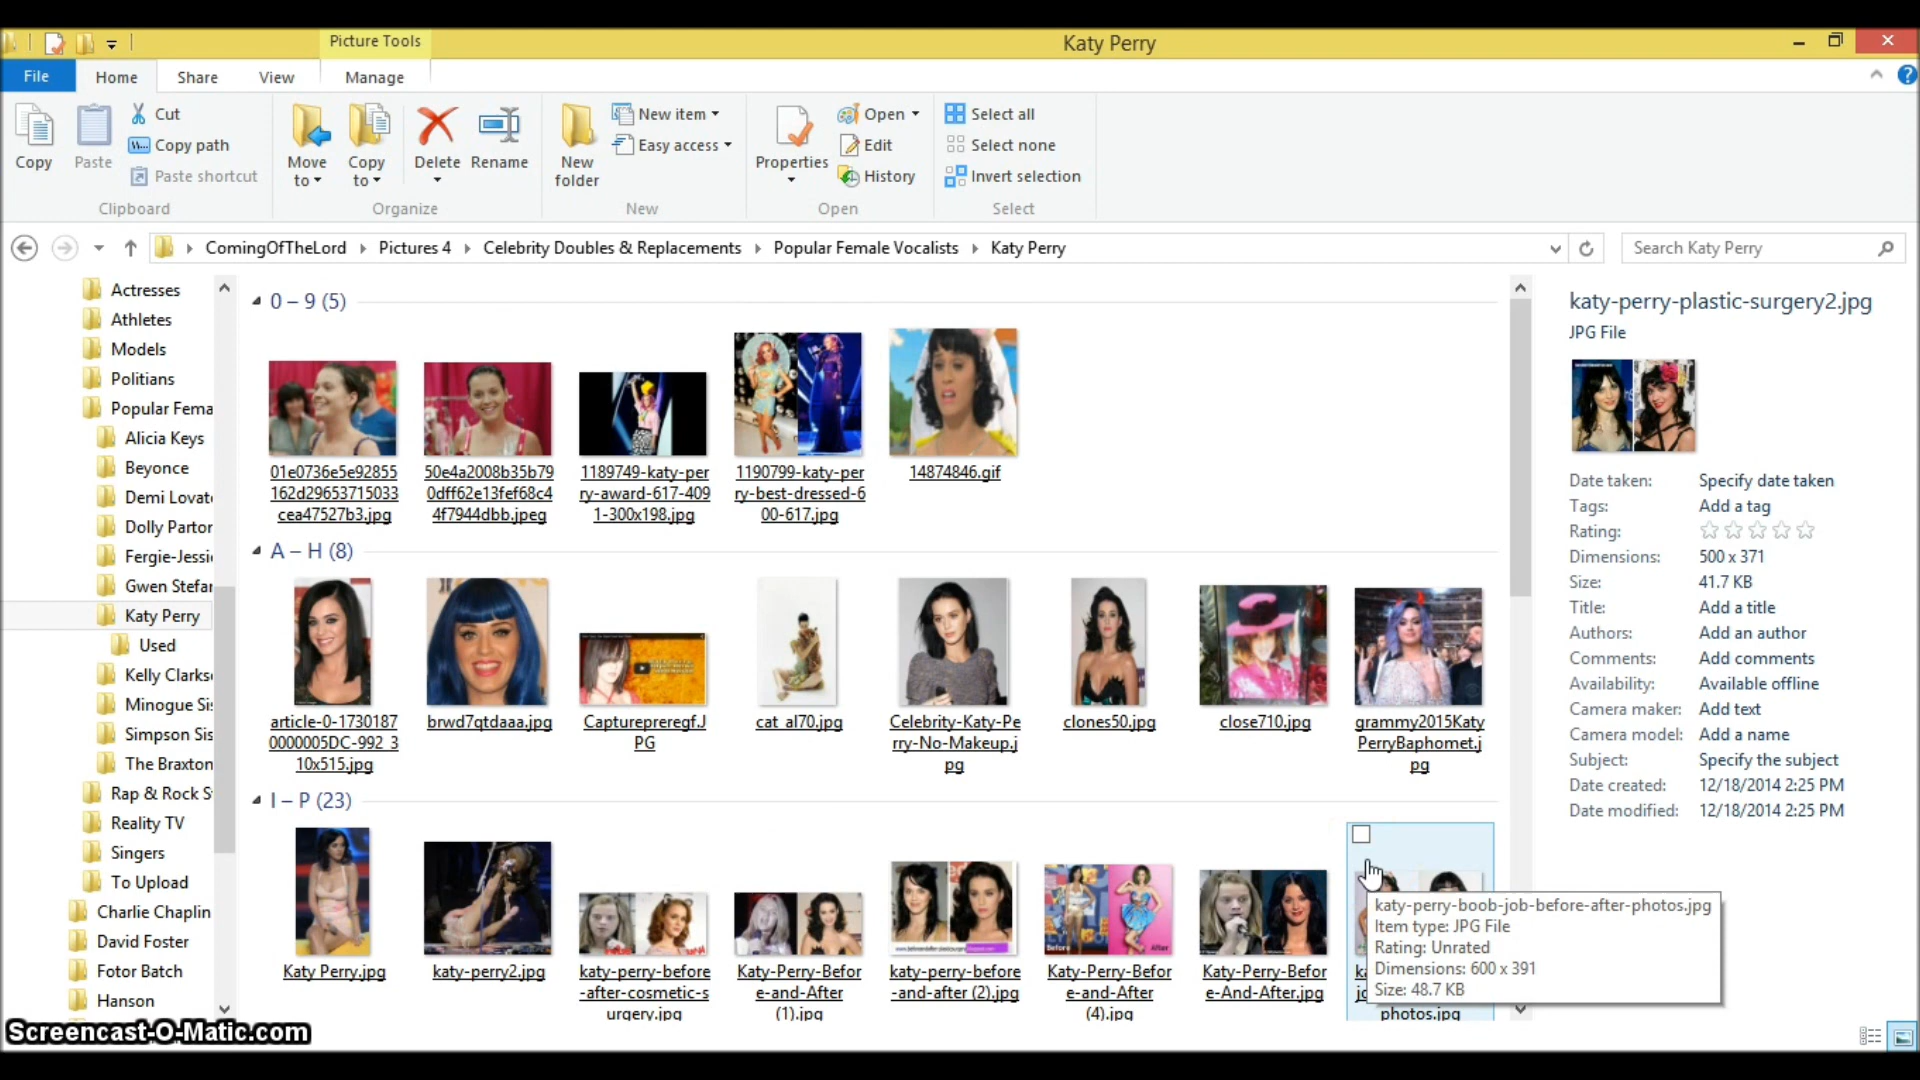 Picture Tools
Katy Perry
File
Home
Share
View
Manage
Copy
Paste
Cut
Copy path
Paste shortcut
Clipboard
Move to
Copy to
Delete
Rename
Organize
New folder
New item
Easy access
New
Properties
Open
Edit
History
Open
Select all
Select none
Invert selection
Select
ComingOfTheLord
Pictures 4
Celebrity Doubles & Replacements
Popular Female Vocalists
Katy Perry
Search Katy Perry
Actresses
Athletes
Models
Politians
Popular Fema
Alicia Keys
Beyonce
Demi Lovat
Dolly Parton
Fergie-Jessi
Gwen Stefan
Katy Perry
Used
Kelly Clarks
Minogue Sis
Simpson Sis
The Braxton
Rap & Rock S
Reality TV
Singers
To Upload
Charlie Chaplin
David Foster
Fotor Batch
Hanson
0 – 9 (5)
01e0736e5e92855
162d29653715033
cea47527b3.jpg
50e4a2008b35b79
0dff62e13fef68c4
4f7944dbb.jpeg
1189749-katy-per
ry-award-617-409
1-300x198.jpg
1190799-katy-per
ry-best-dressed-6
00-617.jpg
14874846.gif
A – H (8)
article-0-1730187
0000005DC-992_3
10x515.jpg
brwd7qtdaaa.jpg
Capturepreregf.J
PG
cat_al70.jpg
Celebrity-Katy-Pe
rry-No-Makeup.j
pg
clones50.jpg
close710.jpg
grammy2015Katy
PerryBaphomet.j
pg
I – P (23)
Before
After
Katy Perry.jpg
katy-perry2.jpg
katy-perry-before
-after-cosmetic-s
urgery.jpg
Katy-Perry-Befor
e-and-After
(1).jpg
katy-perry-before
-and-after (2).jpg
Katy-Perry-Befor
e-and-After
(4).jpg
Katy-Perry-Befor
e-And-After.jpg
photos.jpg
katy-perry-boob-job-before-after-photos.jpg
Item type: JPG File
Rating: Unrated
Dimensions: 600 x 391
Size: 48.7 KB
katy-perry-plastic-surgery2.jpg
JPG File
Date taken: Specify date taken
Tags: Add a tag
Rating:
Dimensions: 500 x 371
Size: 41.7 KB
Title: Add a title
Authors: Add an author
Comments: Add comments
Availability: Available offline
Camera maker: Add text
Camera model: Add a name
Subject: Specify the subject
Date created: 12/18/2014 2:25 PM
Date modified: 12/18/2014 2:25 PM
Screencast-O-Matic.com